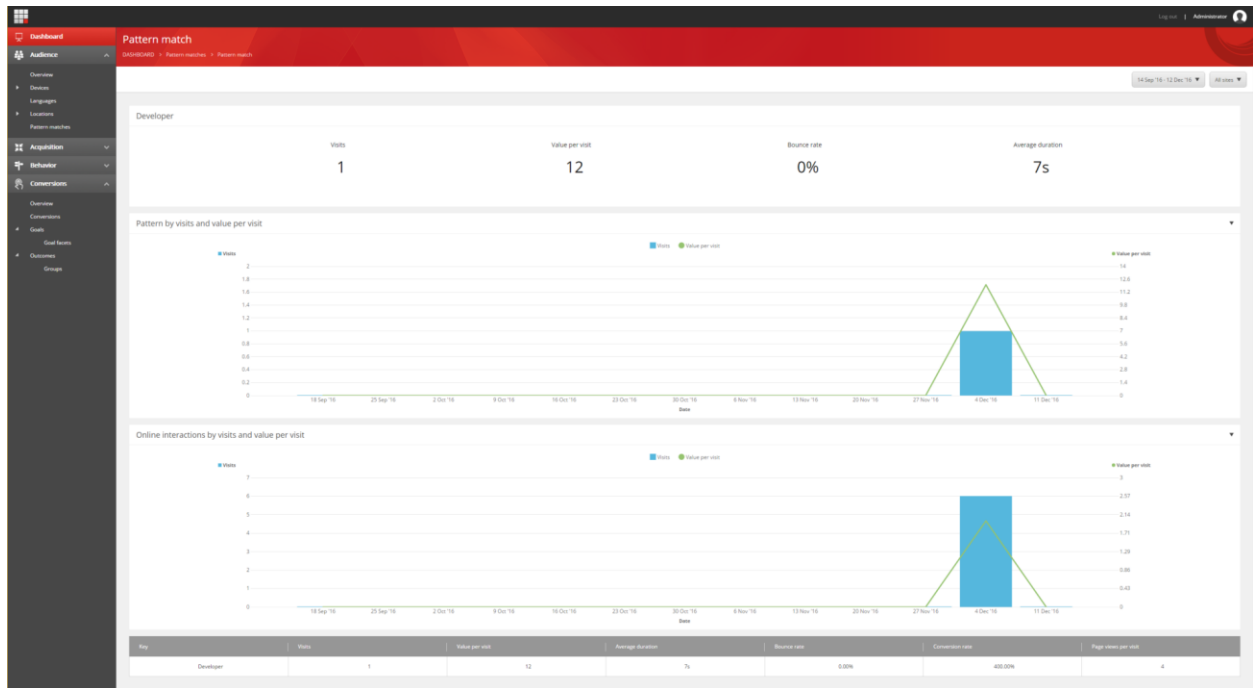 Log out | Administrator
Dashboard
Audience
Overview
Devices
Languages
Locations
Pattern matches
Acquisition
Behavior
Conversions
Overview
Conversions
Goals
Goal facets
Outcomes
Groups
Pattern match
DASHBOARD > Pattern matches > Pattern match
14 Sep '16 - 12 Dec '16 ▼ All sites ▼
Developer
Visits Value per visit Bounce rate Average duration
1 12 0% 7s
Pattern by visits and value per visit
Visits Value per visit
Visits Value per visit
2 14
1.8 12.6
1.6 11.2
1.4 9.8
1.2 8.4
1 7
0.8 5.6
0.6 4.2
0.4 2.8
0.2 1.4
0 0
18 Sep '16 25 Sep '16 2 Oct '16 9 Oct '16 16 Oct '16 23 Oct '16 30 Oct '16 6 Nov '16 13 Nov '16 20 Nov '16 27 Nov '16 4 Dec '16 11 Dec '16
Date
Online interactions by visits and value per visit
Visits Value per visit
Visits Value per visit
7 3
6 2.57
5 2.14
4 1.71
3 1.29
2 0.86
1 0.43
0 0
18 Sep '16 25 Sep '16 2 Oct '16 9 Oct '16 16 Oct '16 23 Oct '16 30 Oct '16 6 Nov '16 13 Nov '16 20 Nov '16 27 Nov '16 4 Dec '16 11 Dec '16
Date
Key Visits Value per visit Average duration Bounce rate Conversion rate Page views per visit
Developer 1 12 7s 0.00% 400.00% 4